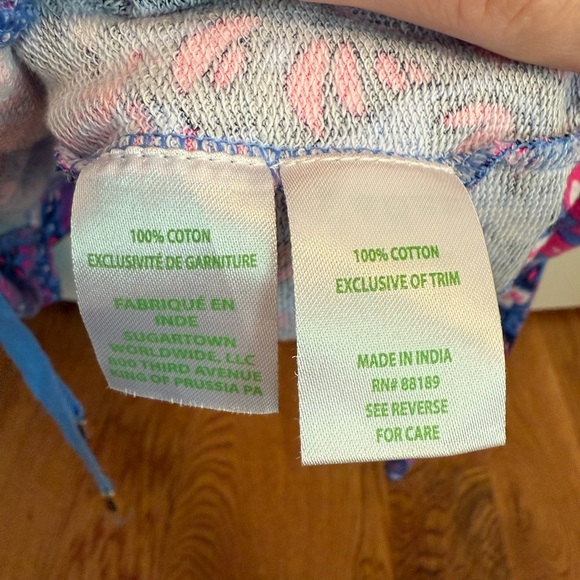 100% COTON
EXCLUSIVITÉ DE GARNITURE
FABRIQUÉ EN
INDE
SUGARTOWN
WORLDWIDE, LLC
800 THIRD AVENUE
KING OF PRUSSIA PA
100% COTTON
EXCLUSIVE OF TRIM
MADE IN INDIA
RN# 88189
SEE REVERSE
FOR CARE